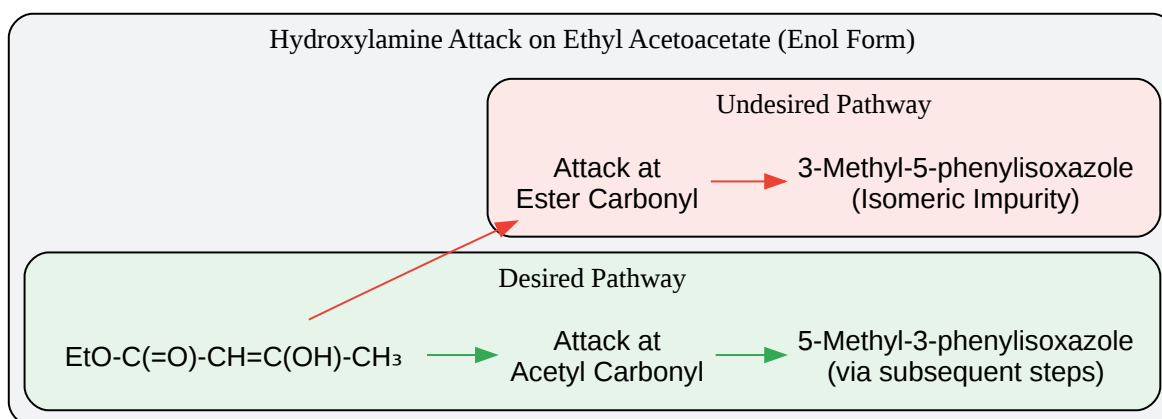 Hydroxylamine Attack on Ethyl Acetoacetate (Enol Form)
Undesired Pathway
Attack at
Ester Carbonyl
3-Methyl-5-phenylisoxazole
(Isomeric Impurity)
Desired Pathway
EtO-C(=O)-CH=C(OH)-CH₃
Attack at
Acetyl Carbonyl
5-Methyl-3-phenylisoxazole
(via subsequent steps)